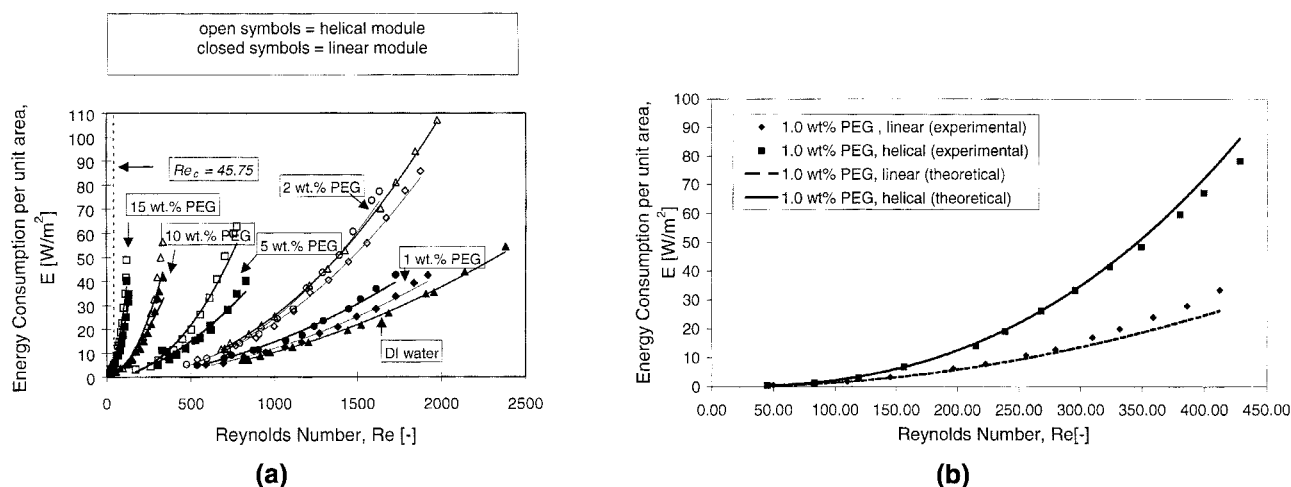 open symbols = helical module
closed symbols = linear module
Energy Consumption per unit area,
E [W/m²]
110
100
90
80
70
60
50
40
30
20
10
0
Re c = 45.75
15 wt.% PEG
10 wt.% PEG
5 wt.% PEG
2 wt.% PEG
1 wt.% PEG
DI water
0
500
1000
1500
2000
2500
Reynolds Number, Re [-]
(a)
Energy Consumption per unit area,
E [W/m²]
100
90
80
70
60
50
40
30
20
10
0
1.0 wt% PEG , linear (experimental)
1.0 wt% PEG, helical (experimental)
1.0 wt% PEG, linear (theoretical)
1.0 wt% PEG, helical (theoretical)
0.00
50.00
100.00
150.00
200.00
250.00
300.00
350.00
400.00
450.00
Reynolds Number, Re[-]
(b)